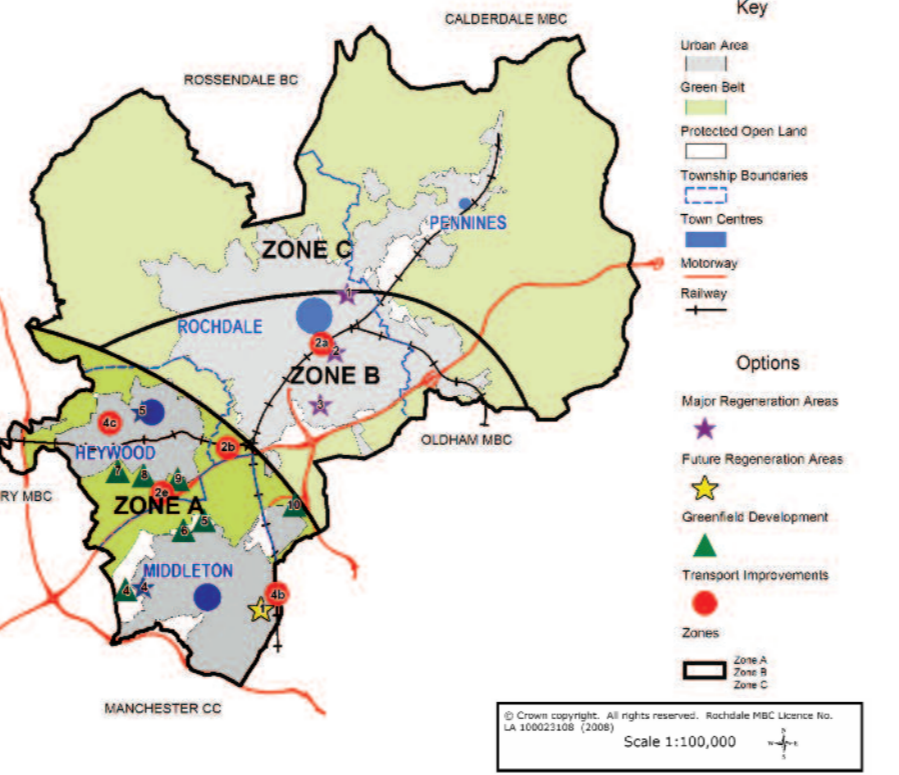 CALDERDALE MBC
ROSSENDALE BC
PENNINES
ZONE C
1
ROCHDALE
2a
2
ZONE B
3
OLDHAM MBC
4c
5
2b
HEYWOOD
7
8
9
2e
RY MBC
ZONE A
10
5
6
MIDDLETON
4
4
4b
1
MANCHESTER CC
Key
Urban Area
Green Belt
Protected Open Land
Township Boundaries
Town Centres
Motorway
Railway
Options
Major Regeneration Areas
Future Regeneration Areas
Greenfield Development
Transport Improvements
Zones
Zone A
Zone B
Zone C
© Crown copyright. All rights reserved. Rochdale MBC Licence No.
LA 100023108 (2008)
Scale 1:100,000
N
W
E
S